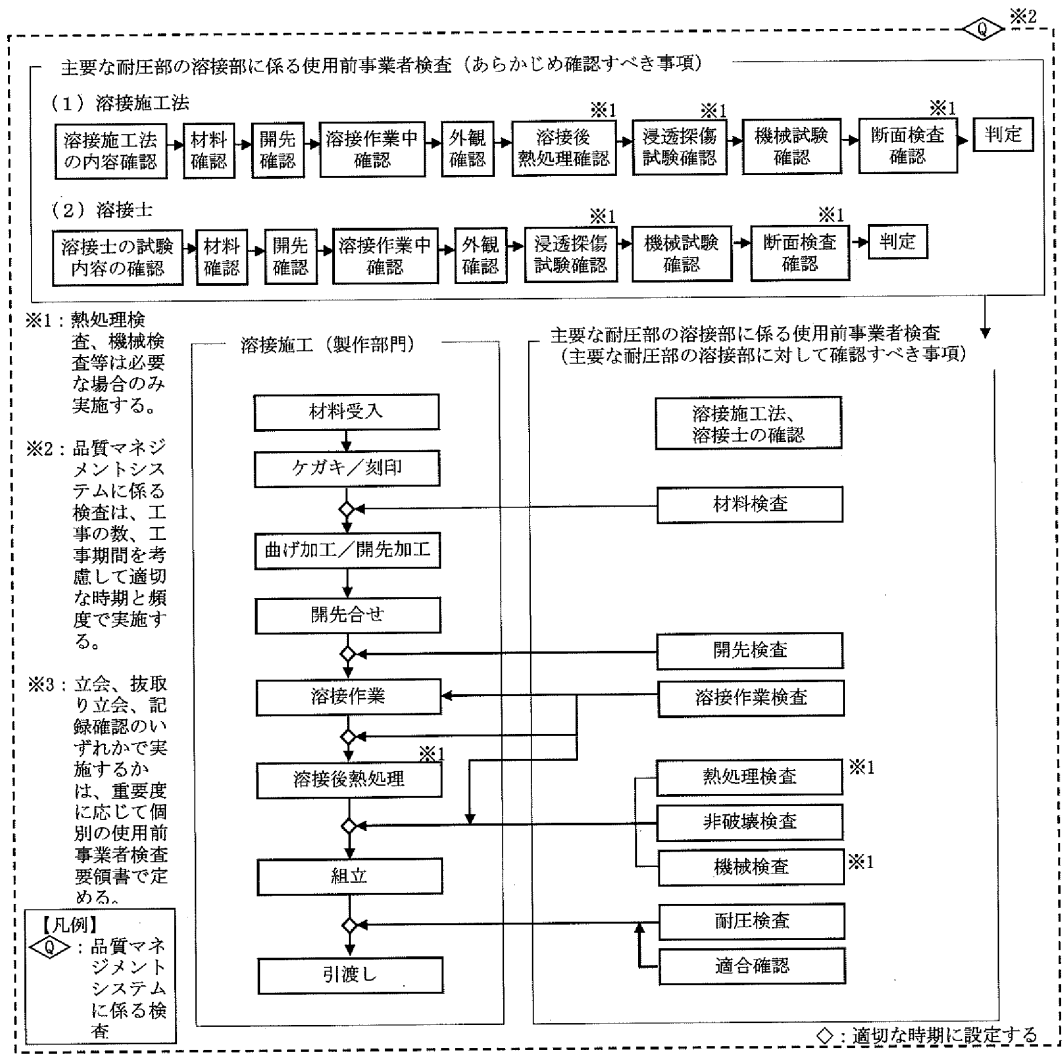 Q ※2
主要な耐圧部の溶接部に係る使用前事業者検査(あらかじめ確認すべき事項)
(1)溶接施工法
溶接施工法
の内容確認
材料
確認
開先
確認
溶接作業中
確認
外観
確認
※1
溶接後
熱処理確認
※1
浸透探傷
試験確認
機械試験
確認
※1
断面検査
確認
判定
(2)溶接士
溶接士の試験
内容の確認
材料
確認
開先
確認
溶接作業中
確認
外観
確認
※1
浸透探傷
試験確認
機械試験
確認
※1
断面検査
確認
判定
※1:熱処理検
査、機械検
査等は必要
な場合のみ
実施する。
※2:品質マネジ
メントシス
テムに係る
検査は、工
事の数、工
事期間を考
慮して適切
な時期と頻
度で実施す
る。
※3:立会、抜取
り立会、記
録確認のい
ずれかで実
施するか
は、重要度
に応じて個
別の使用前
事業者検査
要領書で定
める。
【凡例】
Q:品質マネ
ジメント
システム
に係る検
査
溶接施工(製作部門)
材料受入
ケガキ/刻印
曲げ加工/開先加工
開先合せ
溶接作業
※1
溶接後熱処理
組立
引渡し
主要な耐圧部の溶接部に係る使用前事業者検査
(主要な耐圧部の溶接部に対して確認すべき事項)
溶接施工法、
溶接士の確認
材料検査
開先検査
溶接作業検査
熱処理検査 ※1
非破壊検査
機械検査 ※1
耐圧検査
適合確認
◇:適切な時期に設定する